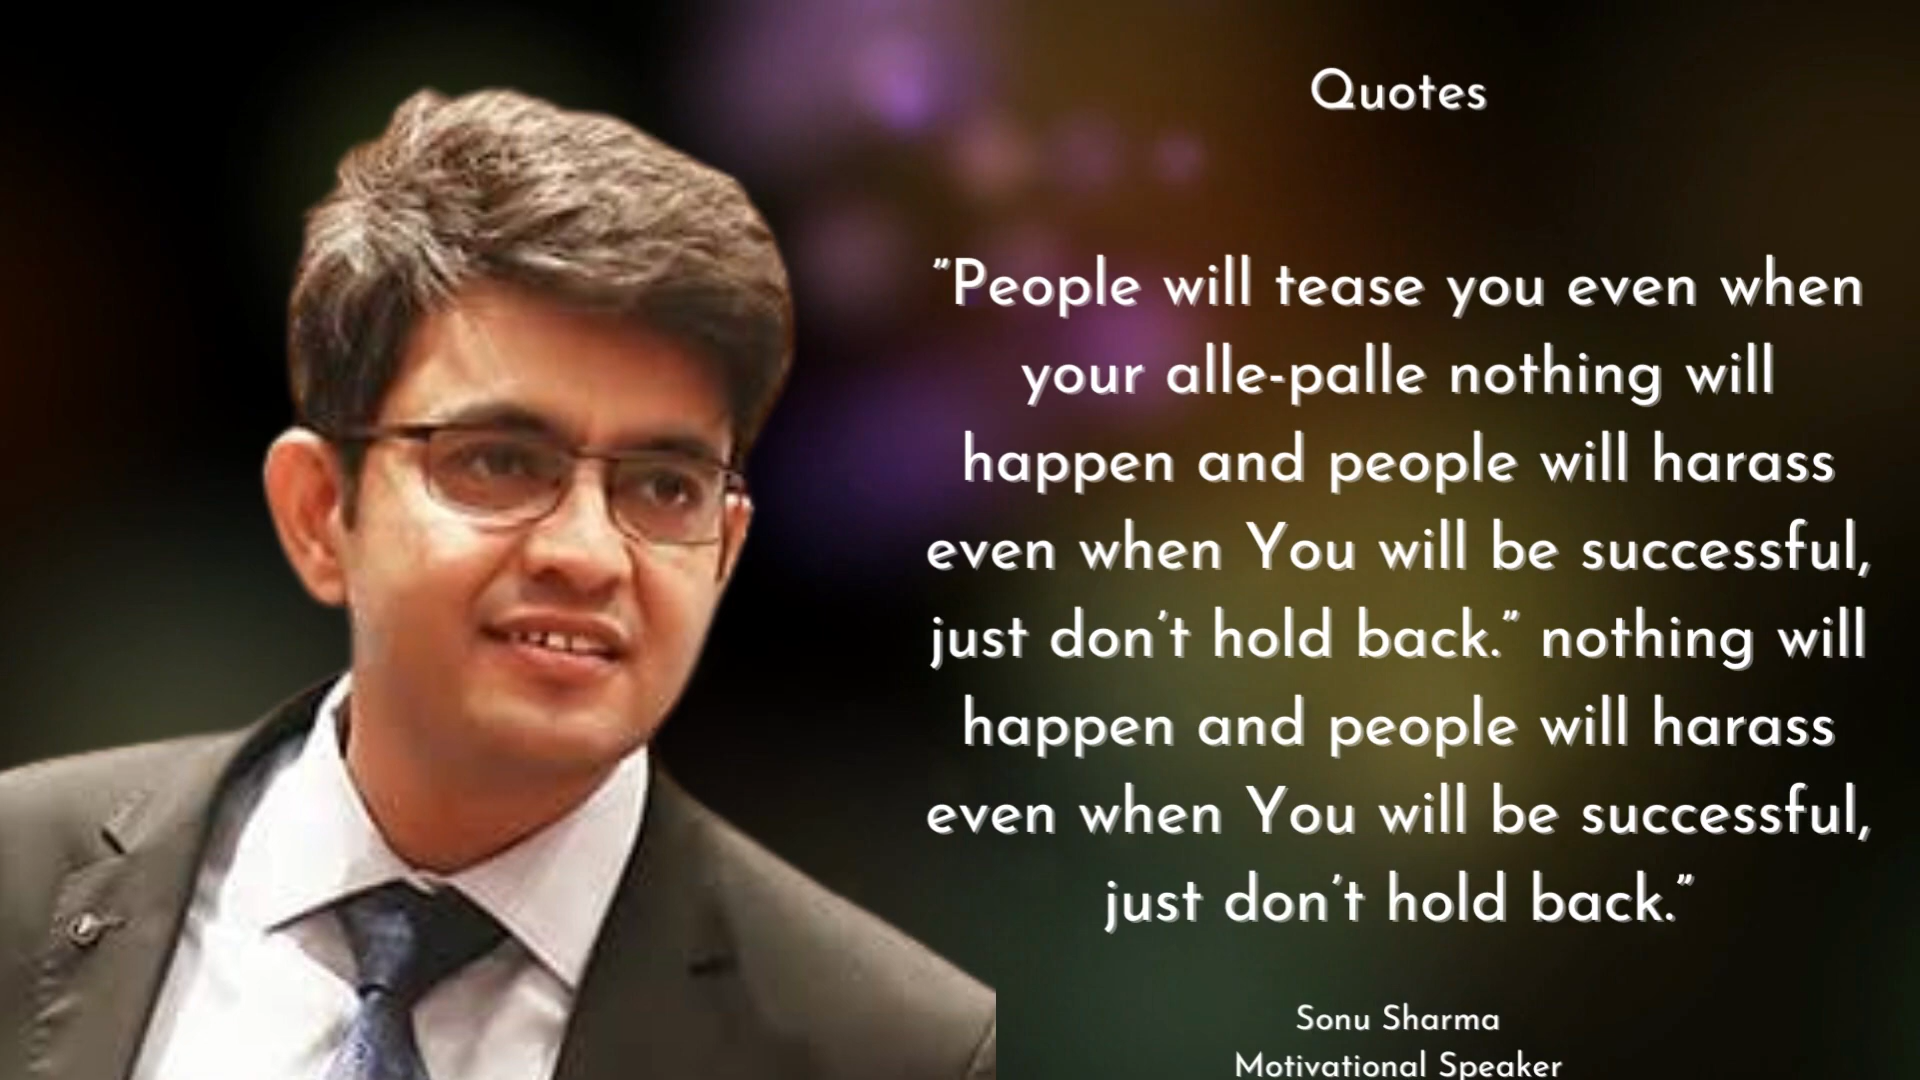 Quotes
"People will tease you even when
your alle-palle nothing will
happen and people will harass
even when You will be successful,
just don't hold back." nothing will
happen and people will harass
even when You will be successful,
just don't hold back."
Sonu Sharma
Motivational Speaker